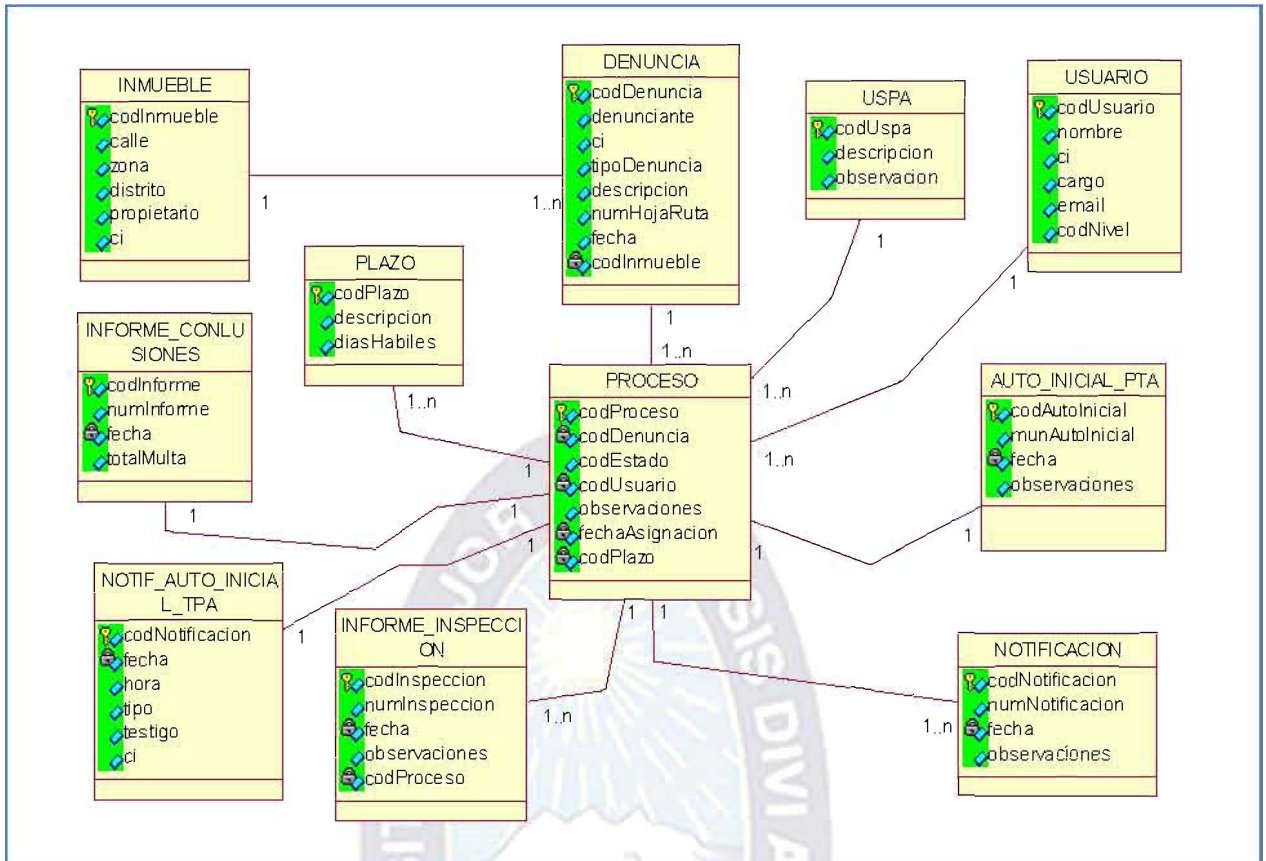 INMUEBLE
codInmueble
calle
zona
distrito
propietario
ci
DENUNCIA
codDenuncia
denunciante
ci
tipoDenuncia
descripcion
numHojaRuta
fecha
codInmueble
USPA
codUspa
descripcion
observacion
USUARIO
codUsuario
nombre
ci
cargo
email
codNivel
1
1..n
1
1
PLAZO
codPlazo
descripcion
diasHabiles
1
1..n
INFORME_CONLU
SIONES
codInforme
numInforme
fecha
totalMulta
PROCESO
codProceso
codDenuncia
codEstado
codUsuario
observaciones
fechaAsignacion
codPlazo
AUTO_INICIAL_PTA
codAutoInicial
munAutoInicial
fecha
observaciones
1..n
1..n
1..n
1
1
1
1
1
1
NOTIF_AUTO_INICIA
L_TPA
codNotificacion
fecha
hora
tipo
testigo
ci
1
INFORME_INSPECCI
ON
codInspeccion
numInspeccion
fecha
observaciones
codProceso
1
1
1..n
NOTIFICACION
codNotificacion
numNotificacion
fecha
observaciones
1..n
SIS DIVI A